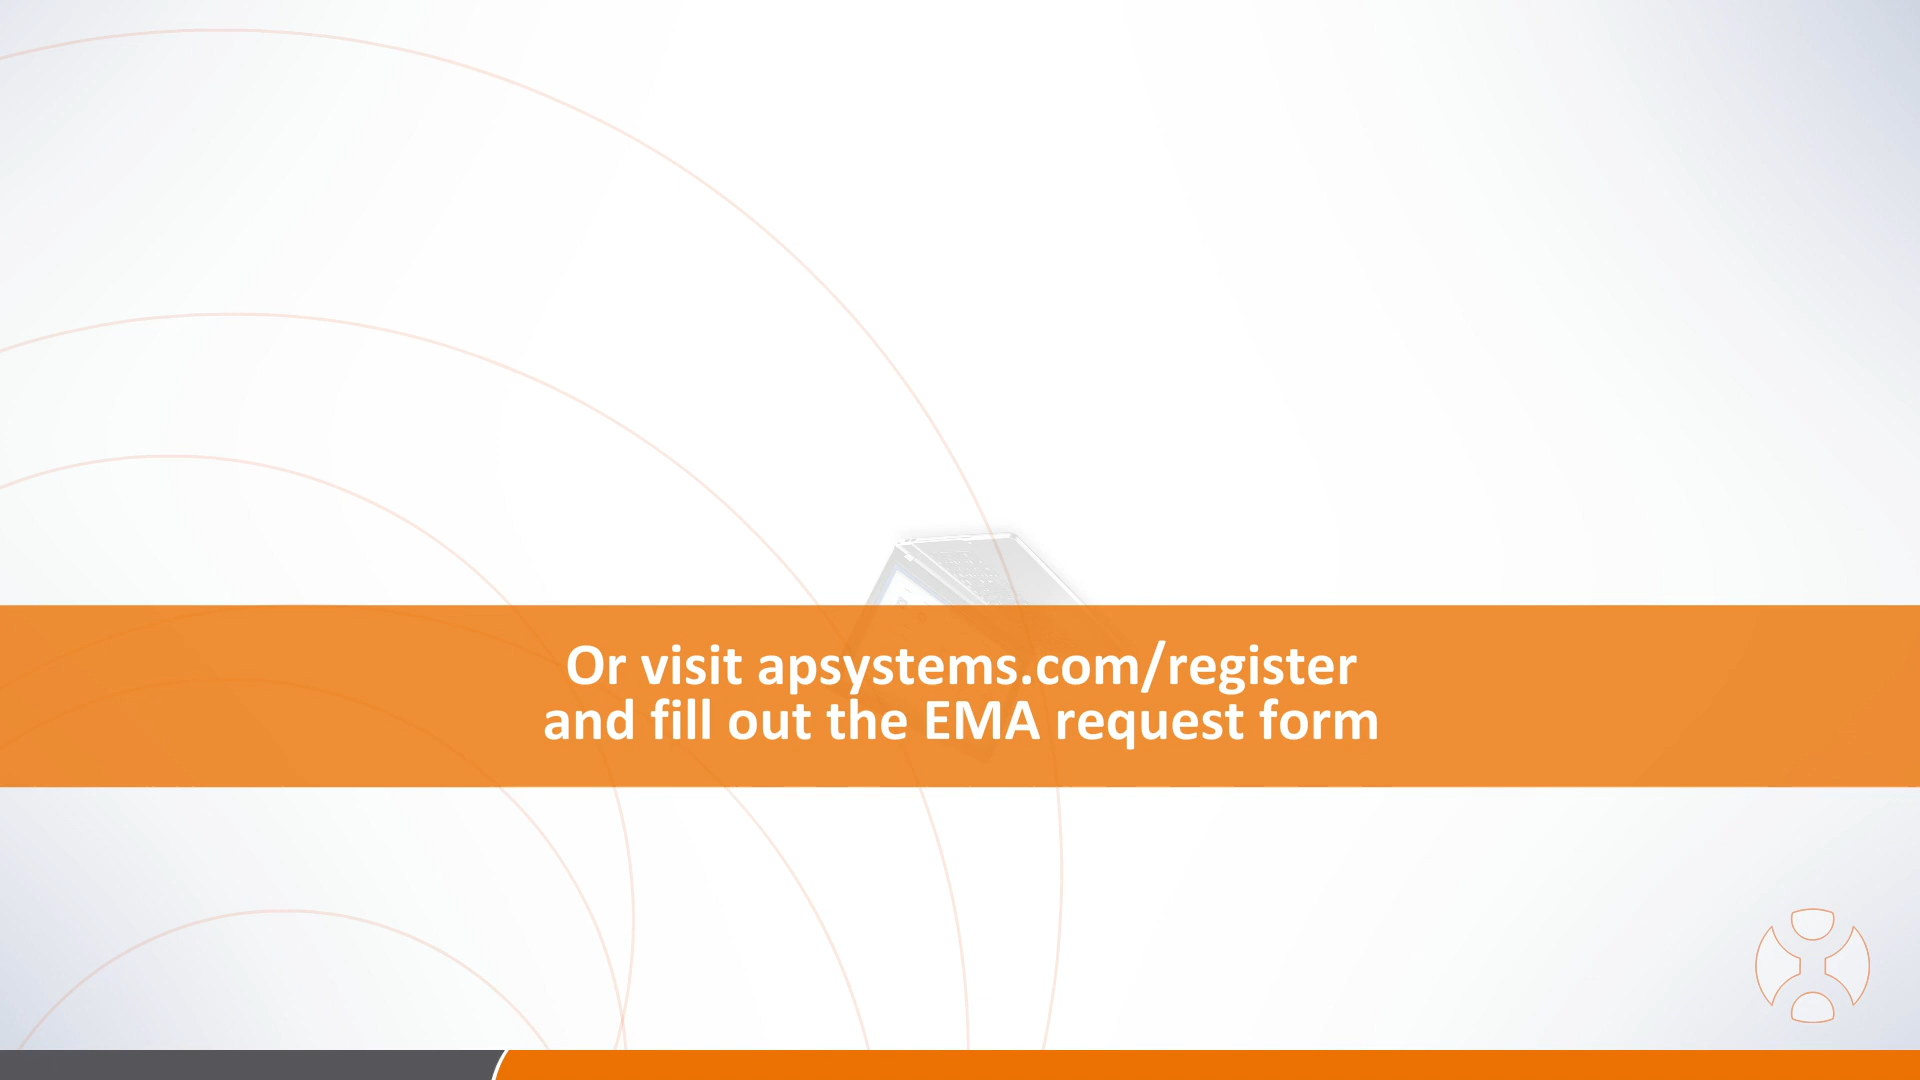 Or visit apsystems.com/register
and fill out the EMA request form